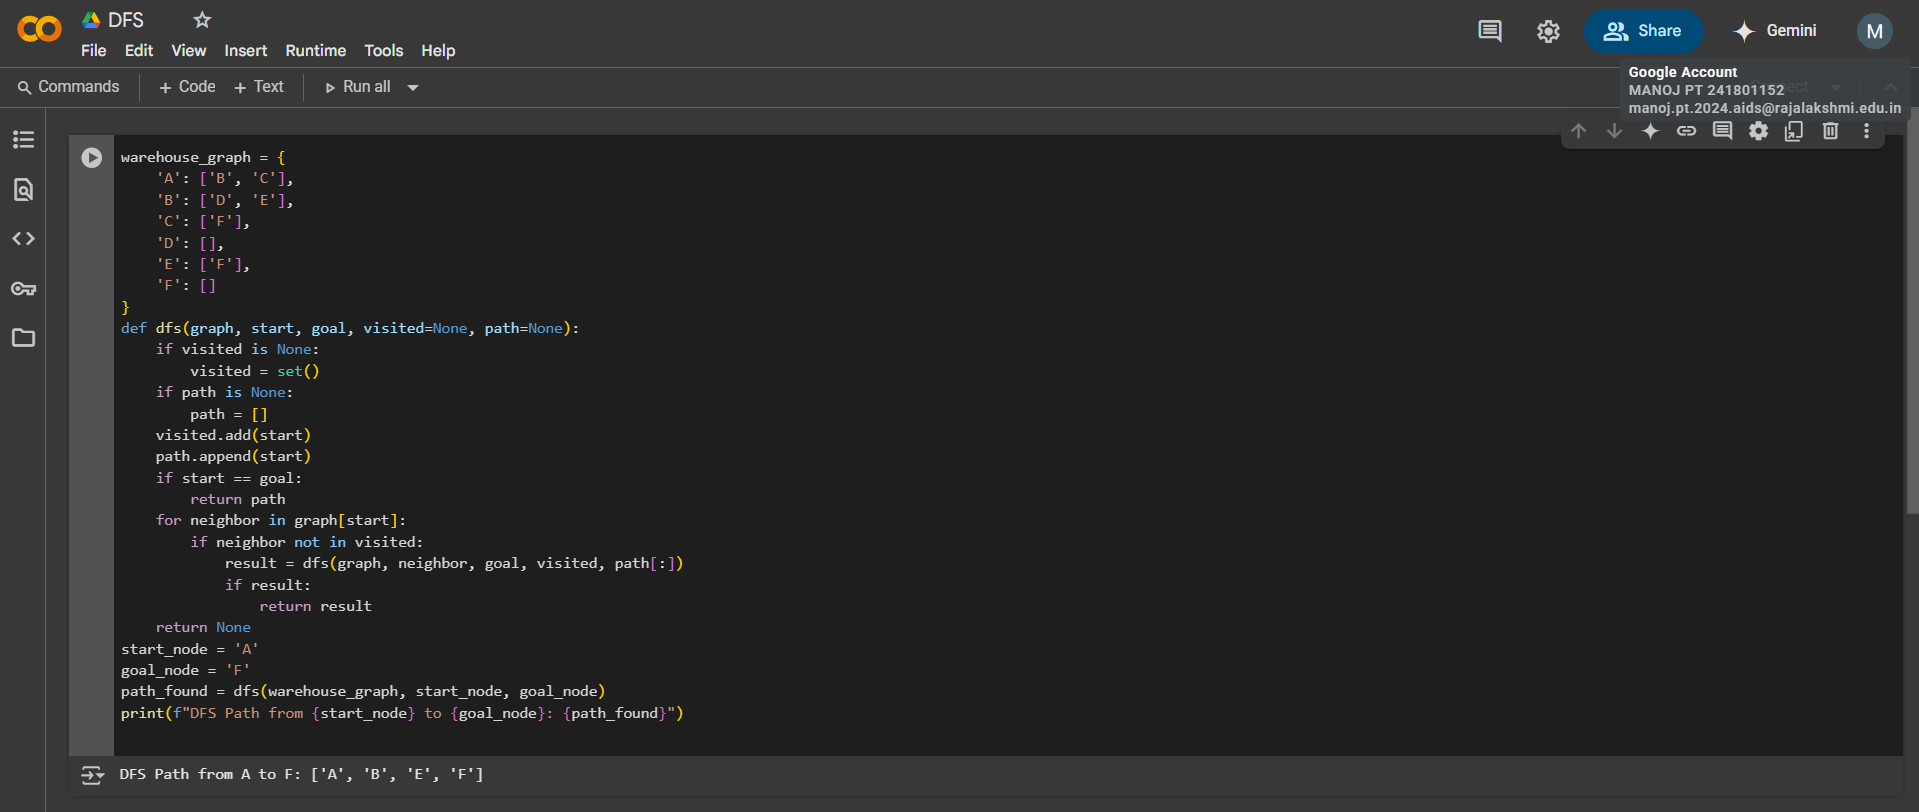 DFS
File Edit View Insert Runtime Tools Help
Share
Gemini
M
Commands + Code + Text Run all
Google Account
MANOJ PT 241801152
manoj.pt.2024.aids@rajalakshmi.edu.in
warehouse_graph = {
    'A': ['B', 'C'],
    'B': ['D', 'E'],
    'C': ['F'],
    'D': [],
    'E': ['F'],
    'F': []
}
def dfs(graph, start, goal, visited=None, path=None):
    if visited is None:
        visited = set()
    if path is None:
        path = []
    visited.add(start)
    path.append(start)
    if start == goal:
        return path
    for neighbor in graph[start]:
        if neighbor not in visited:
            result = dfs(graph, neighbor, goal, visited, path[:])
            if result:
                return result
    return None
start_node = 'A'
goal_node = 'F'
path_found = dfs(warehouse_graph, start_node, goal_node)
print(f"DFS Path from {start_node} to {goal_node}: {path_found}")
DFS Path from A to F: ['A', 'B', 'E', 'F']